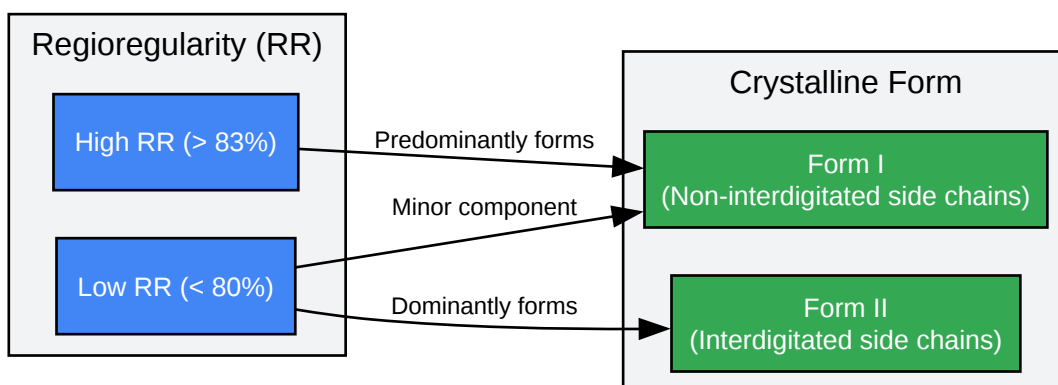 Regioregularity (RR)
High RR (> 83%)
Low RR (< 80%)
Predominantly forms
Minor component
Dominantly forms
Crystalline Form
Form I
(Non-interdigitated side chains)
Form II
(Interdigitated side chains)